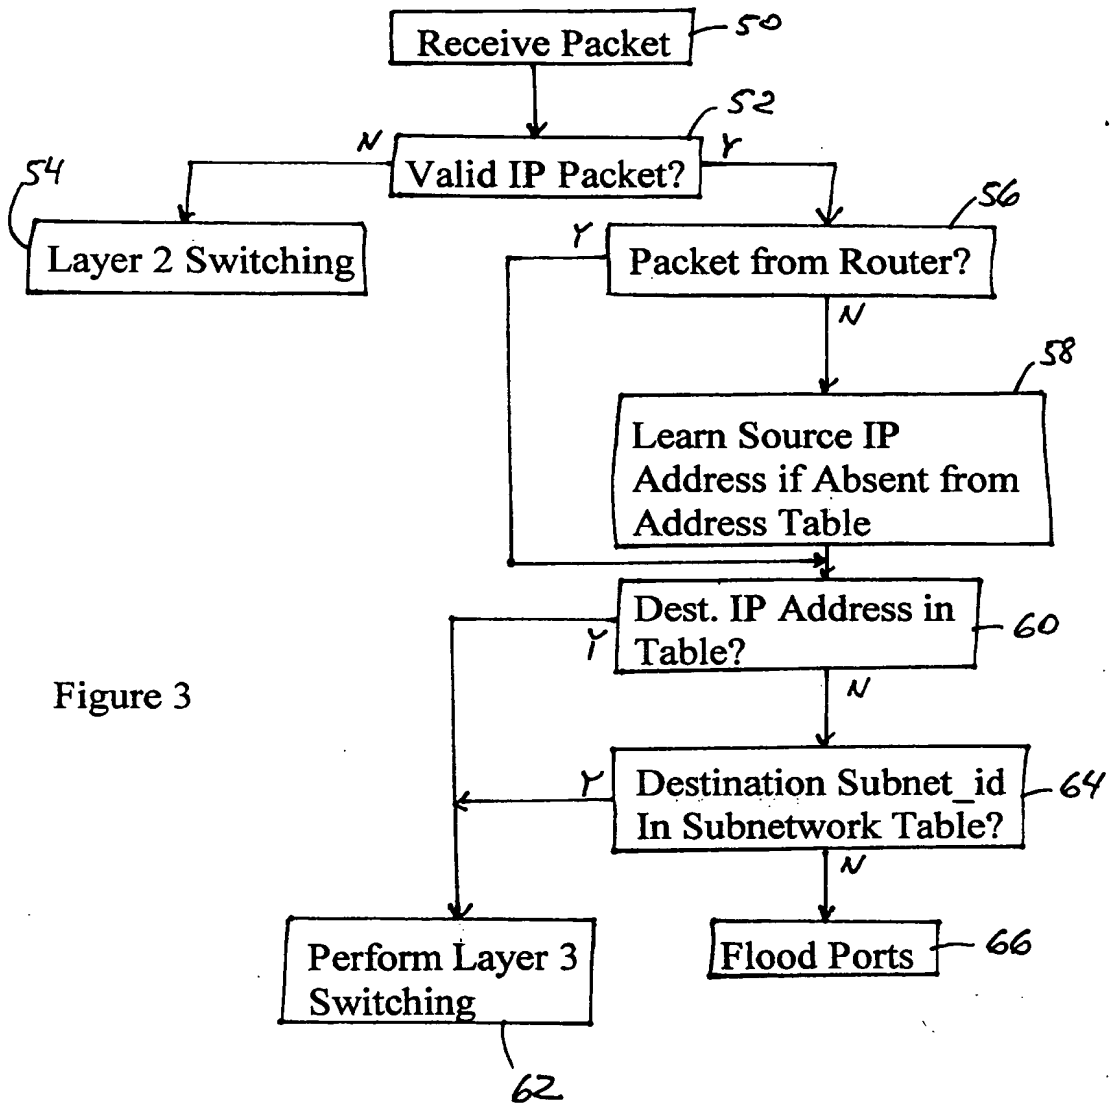 Receive Packet
50
52
N
Valid IP Packet?
Y
54
Layer 2 Switching
56
Y
Packet from Router?
N
58
Learn Source IP
Address if Absent from
Address Table
Dest. IP Address in
Table?
60
Y
N
Figure 3
Y
Destination Subnet_id
In Subnetwork Table?
64
N
Perform Layer 3
Switching
62
Flood Ports
66